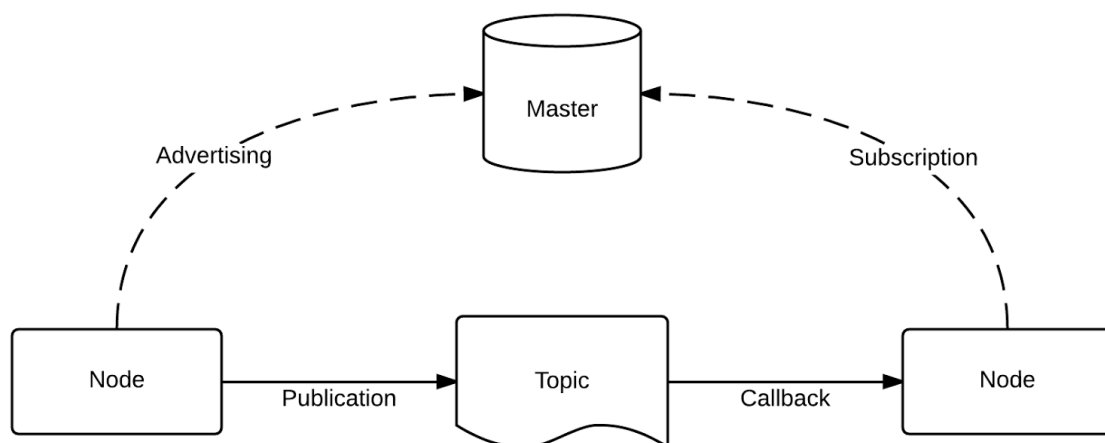 Master
Advertising
Subscription
Node
Publication
Topic
Callback
Node